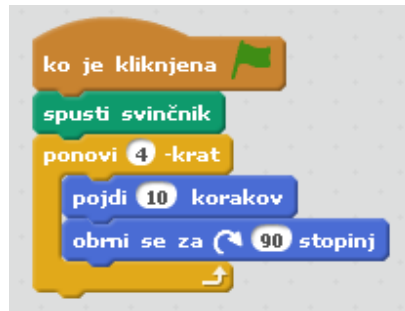 ko je kliknjena
spusti svinčnik
ponovi 4 -krat
pojdi 10 korakov
obrni se za 90 stopinj